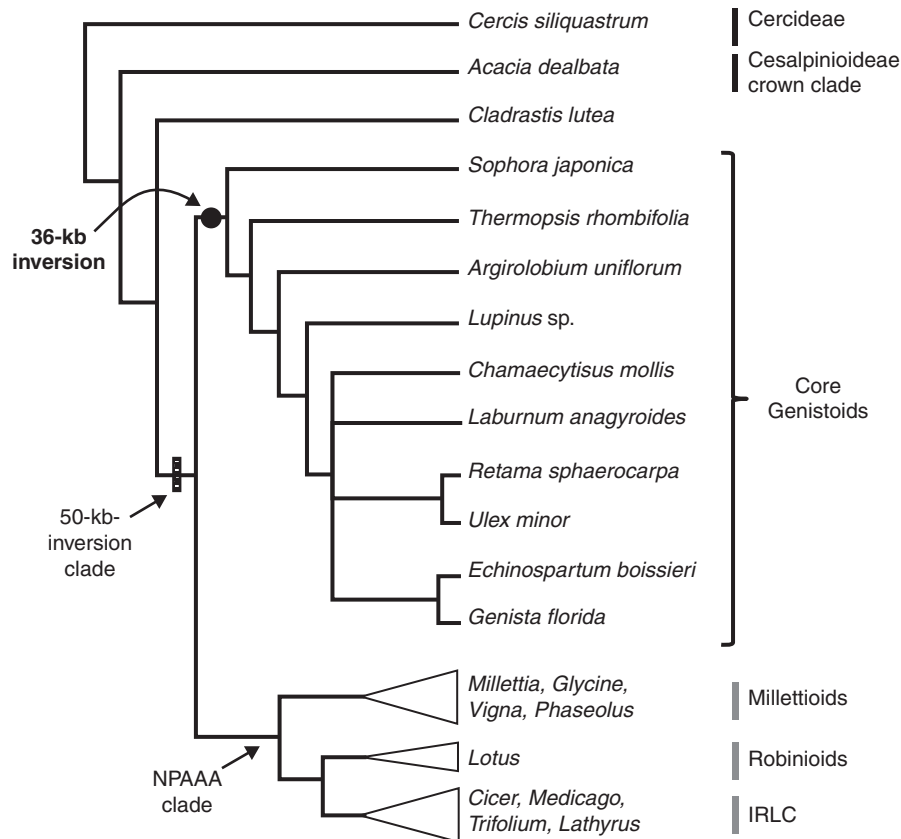 Cercis siliquastrum
Cercideae
Acacia dealbata
Cesalpinioideae
crown clade
Cladrastis lutea
Sophora japonica
36-kb
inversion
Thermopsis rhombifolia
Argirolobium uniflorum
Lupinus sp.
Chamaecytisus mollis
Core
Genistoids
Laburnum anagyroides
Retama sphaerocarpa
50-kb-
inversion
clade
Ulex minor
Echinospartum boissieri
Genista florida
Millettia, Glycine,
Vigna, Phaseolus
Millettioids
NPAAA
clade
Lotus
Robinioids
Cicer, Medicago,
Trifolium, Lathyrus
IRLC